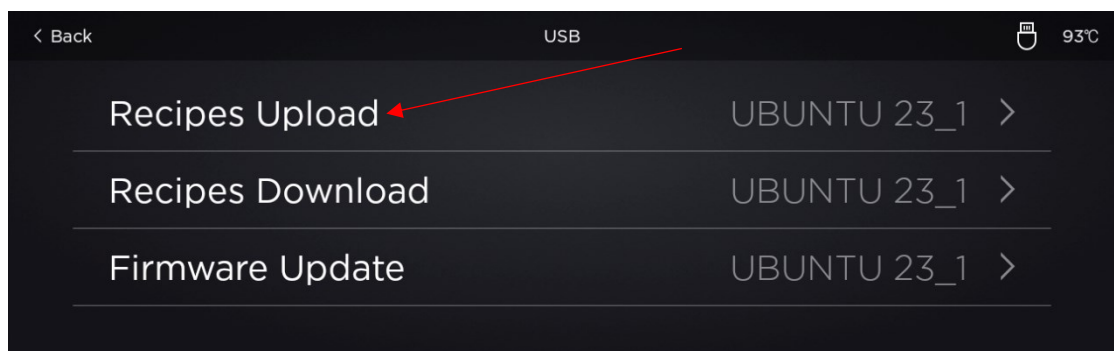 < Back USB 93℃
Recipes Upload UBUNTU 23_1 >
Recipes Download UBUNTU 23_1 >
Firmware Update UBUNTU 23_1 >